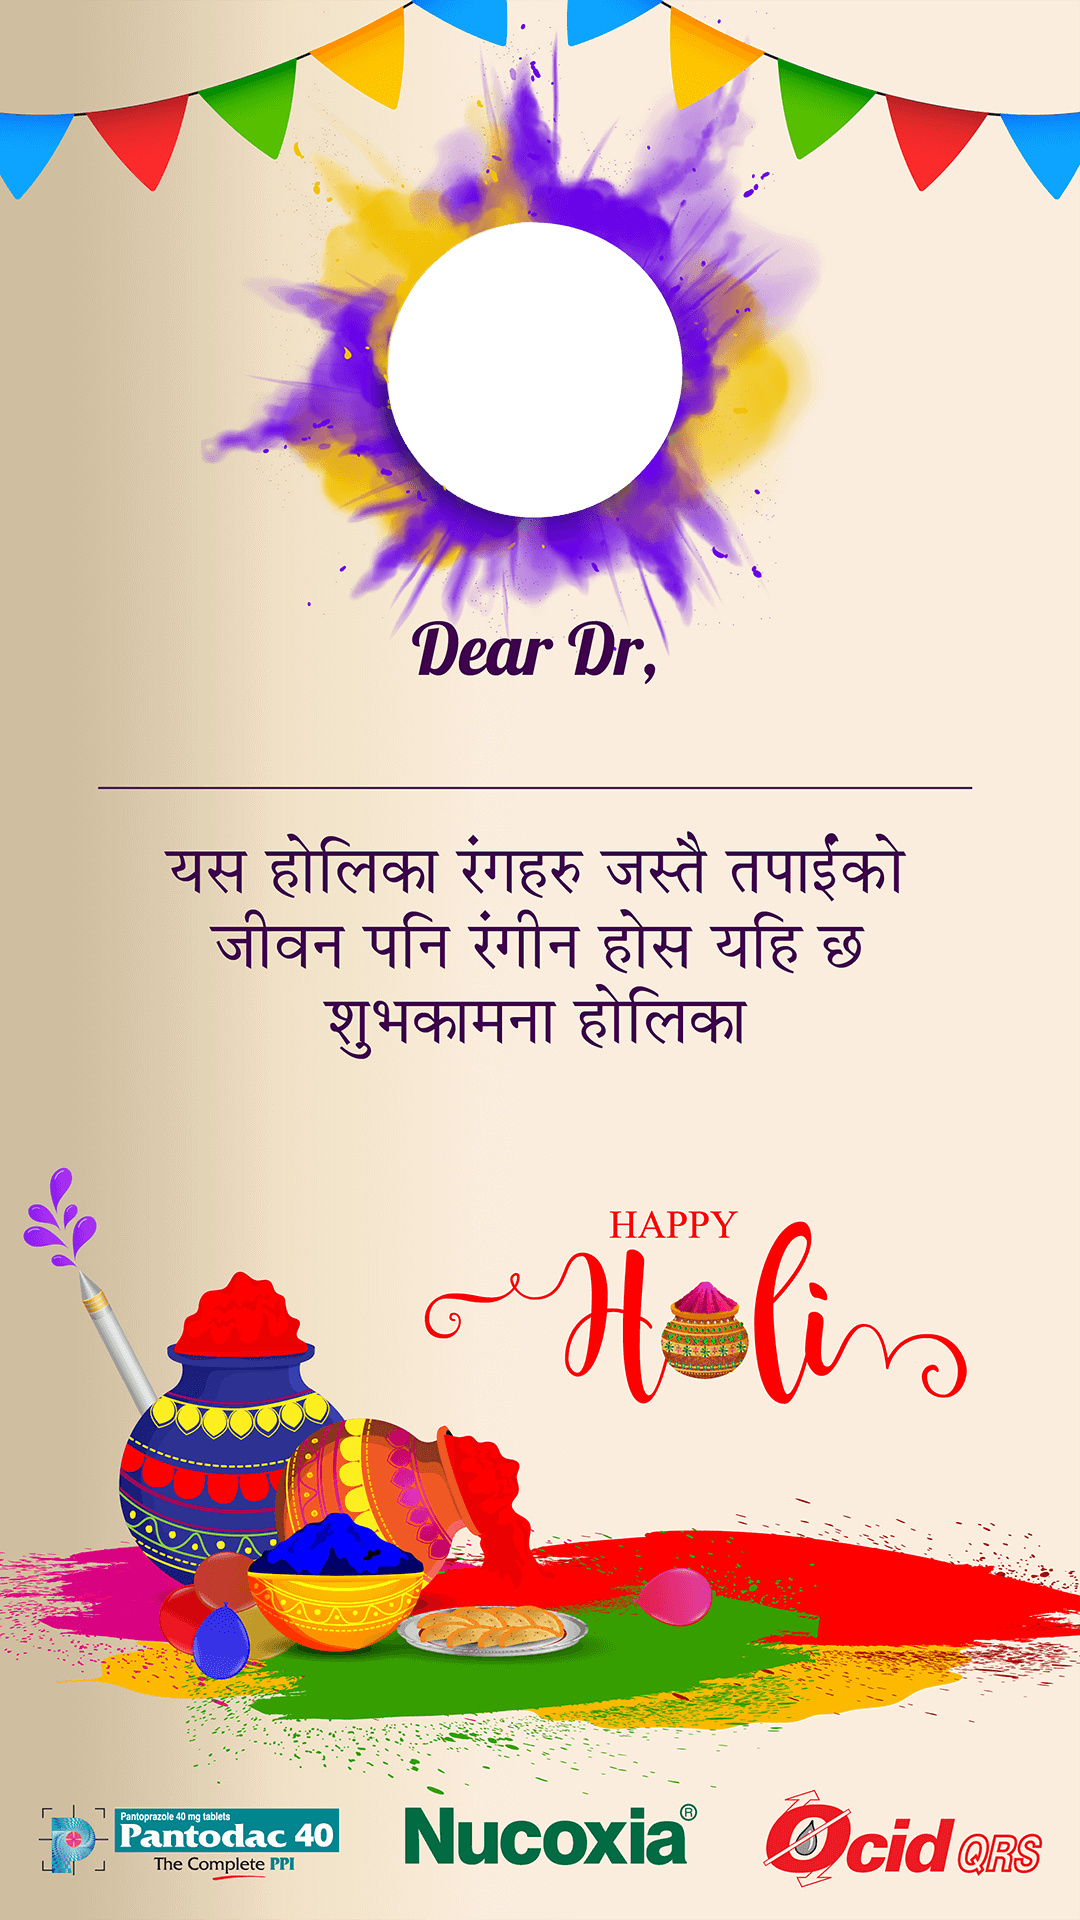 Dear Dr,
यस होलिका रंगहरु जस्तै तपाईंको
जीवन पनि रंगीन होस यहि छ
शुभकामना होलिका
HAPPY
Holi
Pantoprazole 40 mg tablets
Pantodac 40
The Complete PPI
Nucoxia®
Ocid QRS